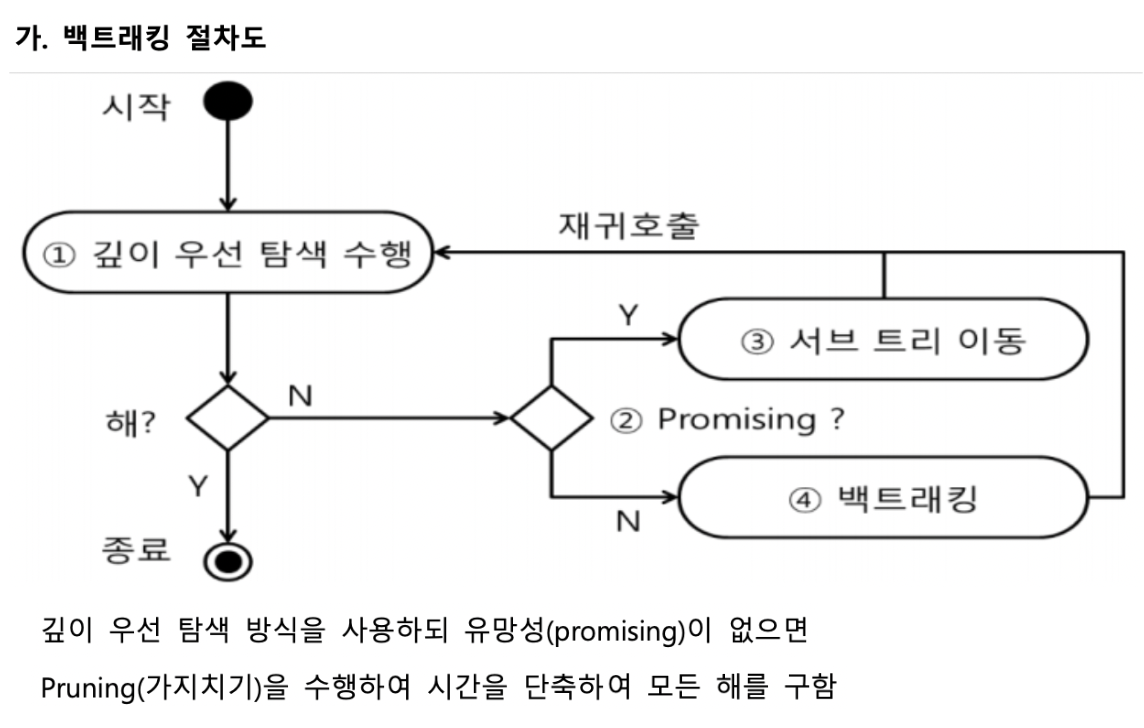 가. 백트래킹 절차도
시작
재귀호출
① 깊이 우선 탐색 수행
Y
③ 서브 트리 이동
N
해?
② Promising ?
Y
④ 백트래킹
N
종료
깊이 우선 탐색 방식을 사용하되 유망성(promising)이 없으면
Pruning(가지치기)을 수행하여 시간을 단축하여 모든 해를 구함